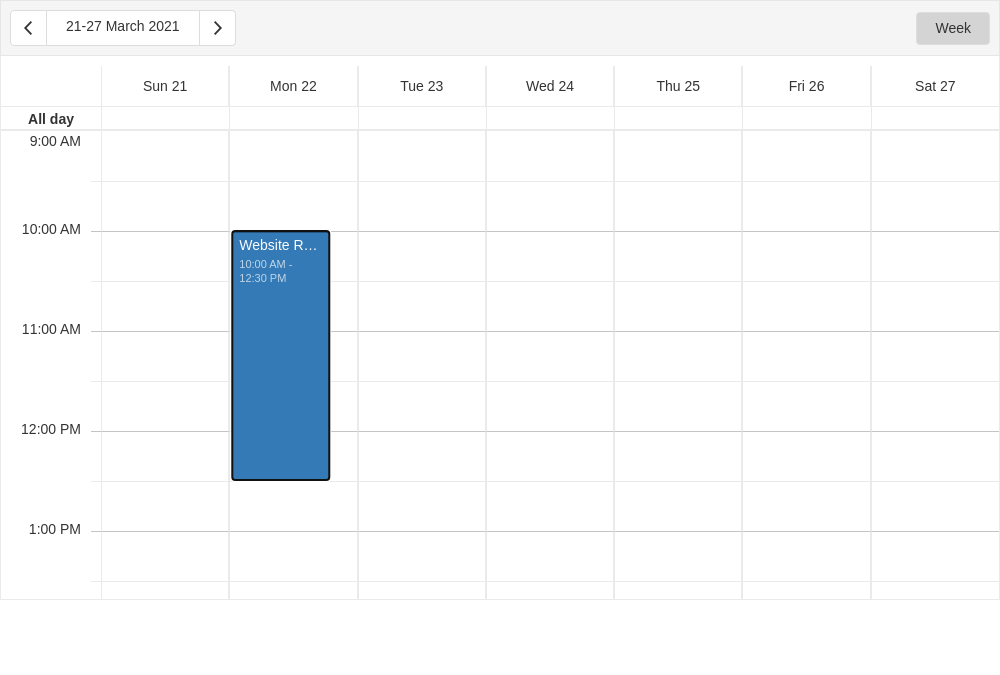 21-27 March 2021
Week
Sun 21 Mon 22 Tue 23 Wed 24 Thu 25 Fri 26 Sat 27
All day
9:00 AM
10:00 AM
Website R…
10:00 AM -
12:30 PM
11:00 AM
12:00 PM
1:00 PM